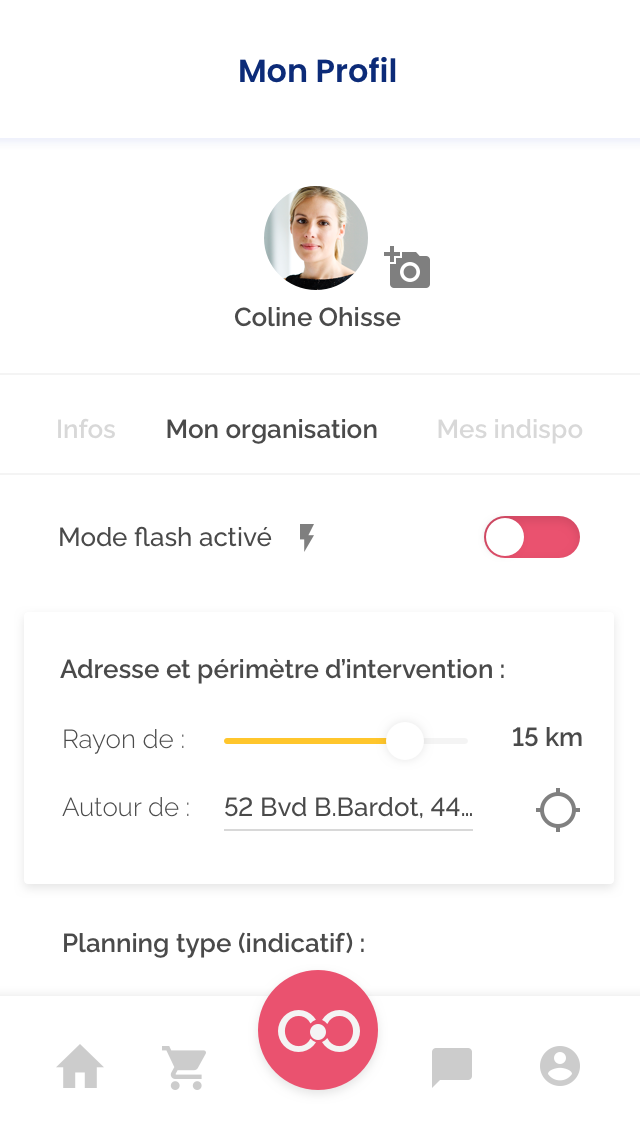 Mon Profil
Coline Ohisse
Infos Mon organisation Mes indispo
Mode flash activé
Adresse et périmètre d’intervention :
Rayon de : 15 km
Autour de : 52 Bvd B.Bardot, 44...
Planning type (indicatif) :